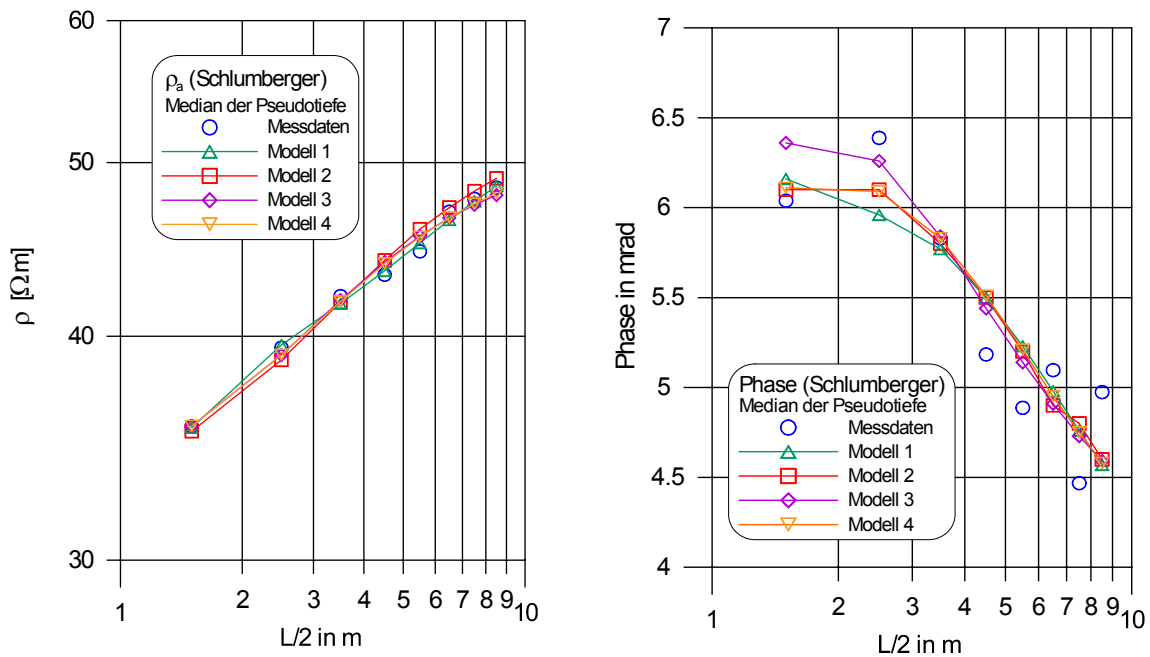 60
50
40
30
ρ [Ωm]
ρa (Schlumberger)
Median der Pseudotiefe
Messdaten
Modell 1
Modell 2
Modell 3
Modell 4
1
2
3
4
5
6
7
8
9
10
L/2 in m
7
6.5
6
5.5
5
4.5
4
Phase in mrad
Phase (Schlumberger)
Median der Pseudotiefe
Messdaten
Modell 1
Modell 2
Modell 3
Modell 4
1
2
3
4
5
6
7
8
9
10
L/2 in m